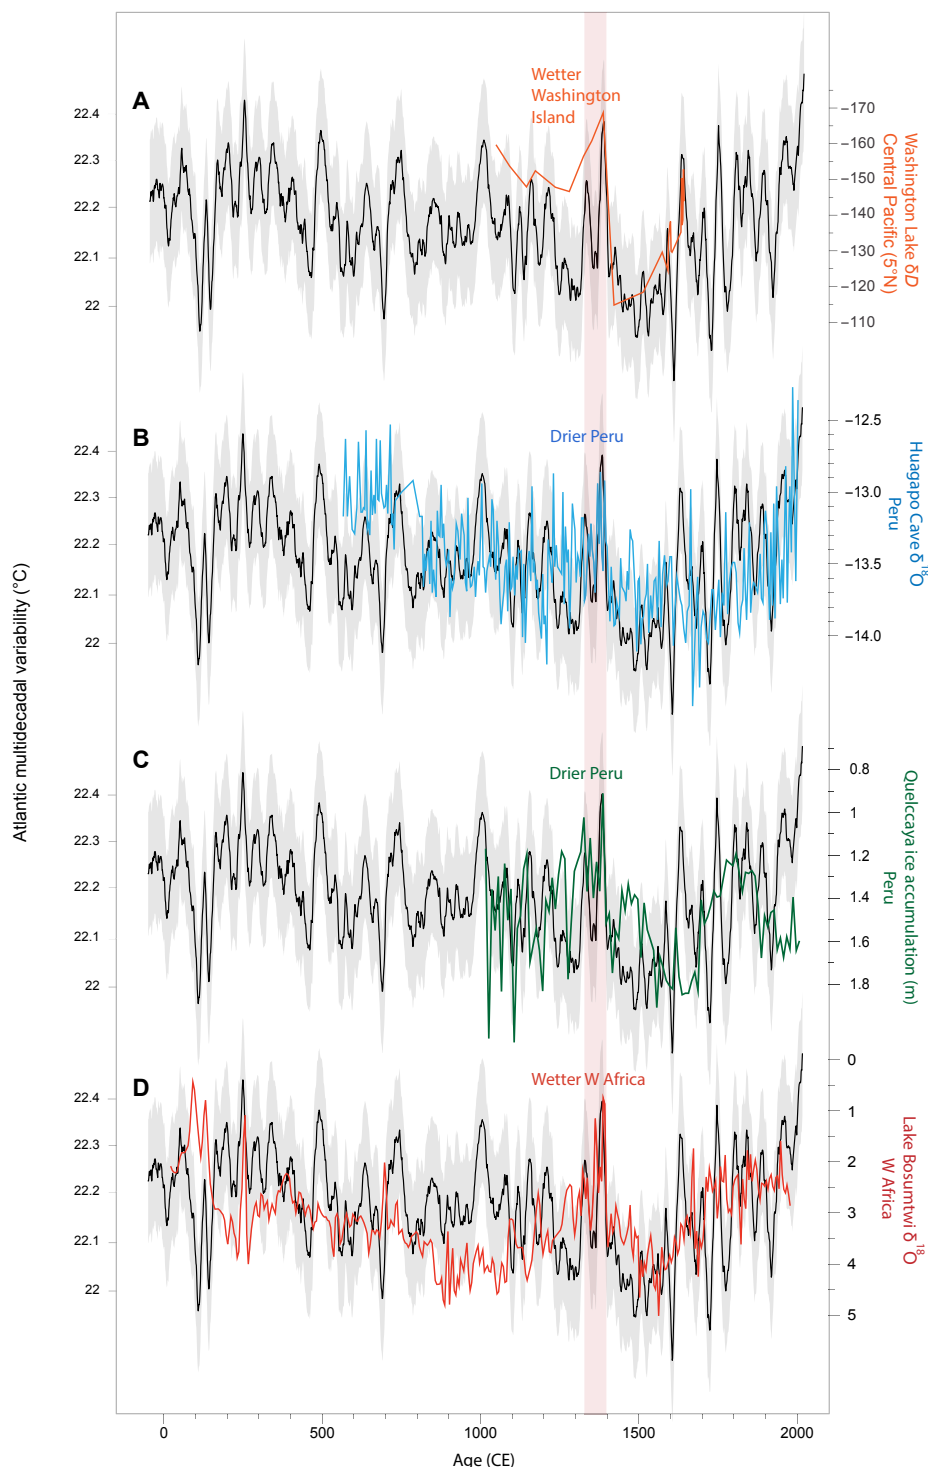 Atlantic multidecadal variability (°C)
A
Wetter
Washington
Island
22.4
22.3
22.2
22.1
22
−170
−160
−150
−140
−130
−120
−110
Washington Lake δD
Central Pacific (5°N)
B
Drier Peru
22.4
22.3
22.2
22.1
22
−12.5
−13.0
−13.5
−14.0
Huagapo Cave δ18O
Peru
C
Drier Peru
22.4
22.3
22.2
22.1
22
0.8
1
1.2
1.4
1.6
1.8
Quelccaya ice accumulation (m)
Peru
D
Wetter W Africa
22.4
22.3
22.2
22.1
22
0
1
2
3
4
5
Lake Bosumtwi δ18O
W Africa
0 500 1000 1500 2000
Age (CE)